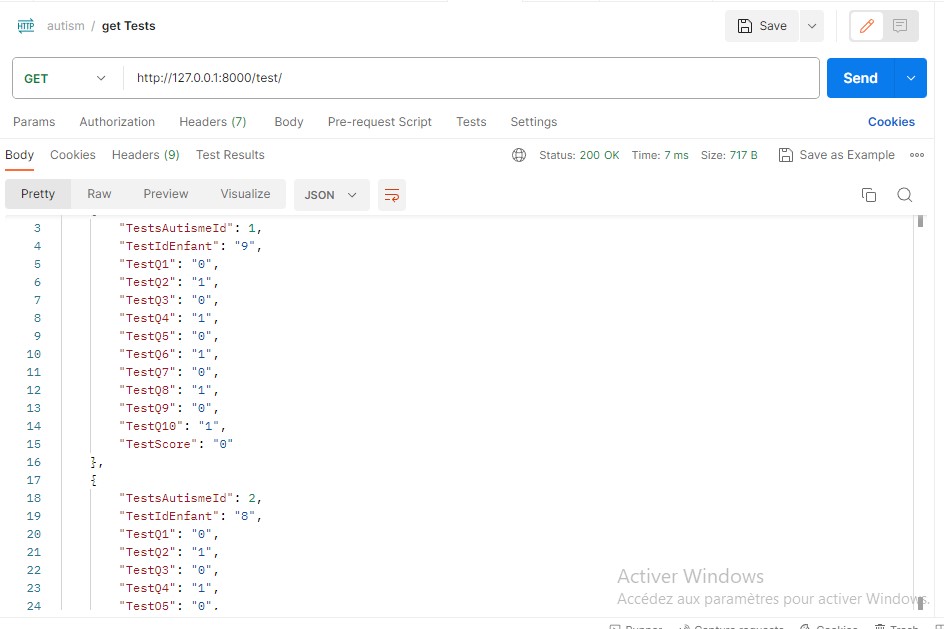 HTTP autism / get Tests Save
GET http://127.0.0.1:8000/test/ Send
Params Authorization Headers (7) Body Pre-request Script Tests Settings Cookies
Body Cookies Headers (9) Test Results Status: 200 OK Time: 7 ms Size: 717 B Save as Example
Pretty Raw Preview Visualize JSON
3 "TestsAutismeId": 1,
4 "TestIdEnfant": "9",
5 "TestQ1": "0",
6 "TestQ2": "1",
7 "TestQ3": "0",
8 "TestQ4": "1",
9 "TestQ5": "0",
10 "TestQ6": "1",
11 "TestQ7": "0",
12 "TestQ8": "1",
13 "TestQ9": "0",
14 "TestQ10": "1",
15 "TestScore": "0"
16 },
17 {
18 "TestsAutismeId": 2,
19 "TestIdEnfant": "8",
20 "TestQ1": "0",
21 "TestQ2": "1",
22 "TestQ3": "0",
23 "TestQ4": "1",
24 "TestQ5": "0",
Activer Windows
Accédez aux paramètres pour activer Windows.
Runner Capture requests Cookies Trash